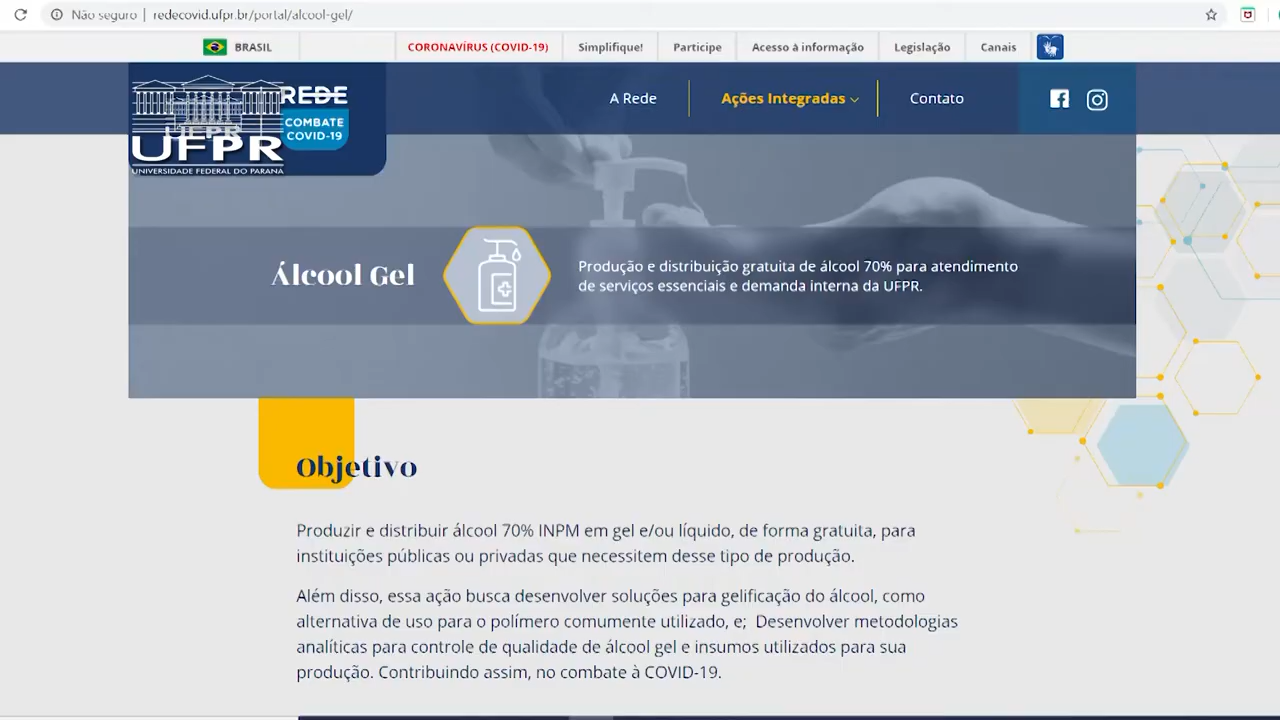 Não seguro | redecovid.ufpr.br/portal/alcool-gel/
BRASIL
CORONAVÍRUS (COVID-19)
Simplifique!
Participe
Acesso à informação
Legislação
Canais
REDE
COMBATE
COVID-19
UFPR
UFPR
UNIVERSIDADE FEDERAL DO PARANÁ
A Rede
Ações Integradas
Contato
Álcool Gel
Produção e distribuição gratuita de álcool 70% para atendimento
de serviços essenciais e demanda interna da UFPR.
Objetivo
Produzir e distribuir álcool 70% INPM em gel e/ou líquido, de forma gratuita, para
instituições públicas ou privadas que necessitem desse tipo de produção.
Além disso, essa ação busca desenvolver soluções para gelificação do álcool, como
alternativa de uso para o polímero comumente utilizado, e;  Desenvolver metodologias
analíticas para controle de qualidade de álcool gel e insumos utilizados para sua
produção. Contribuindo assim, no combate à COVID-19.